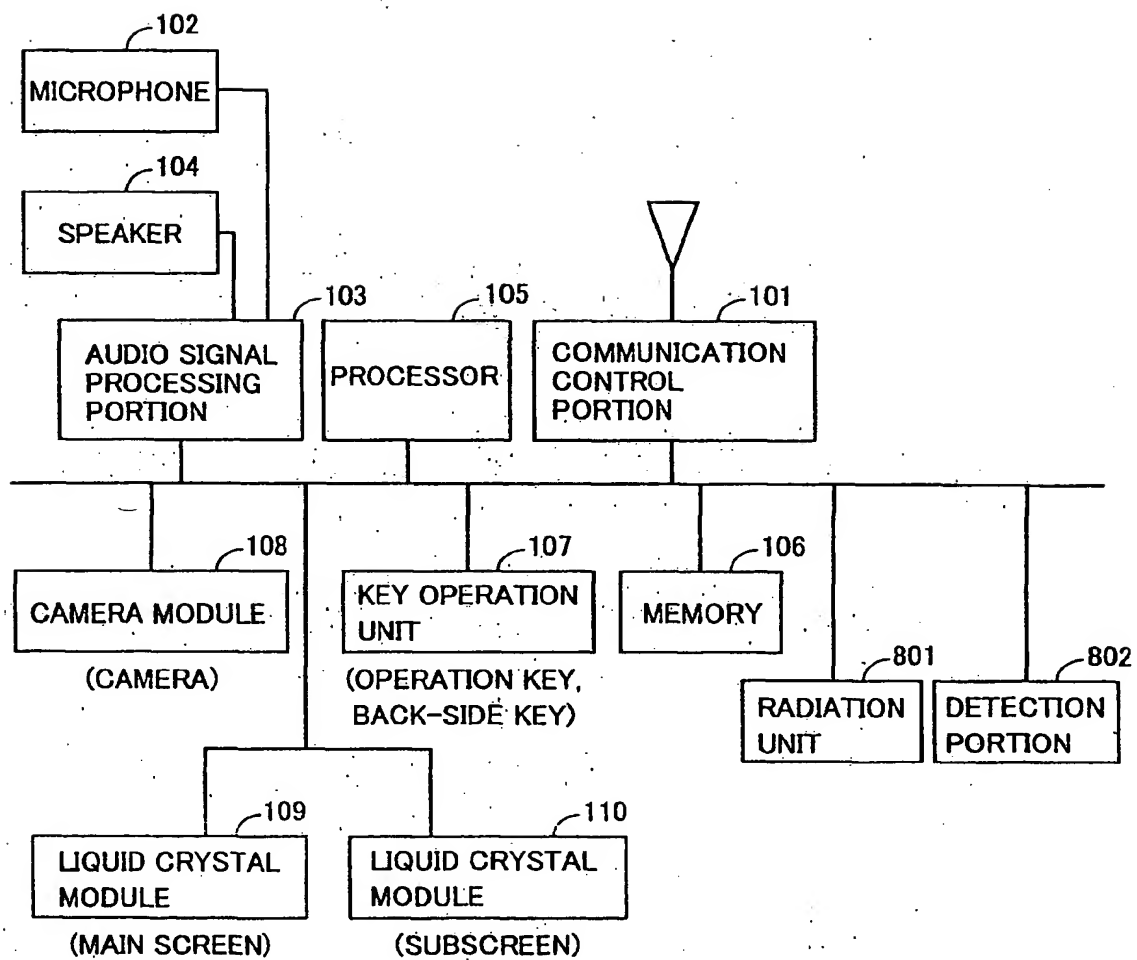 102
MICROPHONE
104
SPEAKER
103
AUDIO SIGNAL
PROCESSING
PORTION
105
PROCESSOR
101
COMMUNICATION
CONTROL
PORTION
108
CAMERA MODULE
(CAMERA)
107
KEY OPERATION
UNIT
(OPERATION KEY,
BACK-SIDE KEY)
106
MEMORY
801
RADIATION
UNIT
802
DETECTION
PORTION
109
LIQUID CRYSTAL
MODULE
(MAIN SCREEN)
110
LIQUID CRYSTAL
MODULE
(SUBSCREEN)